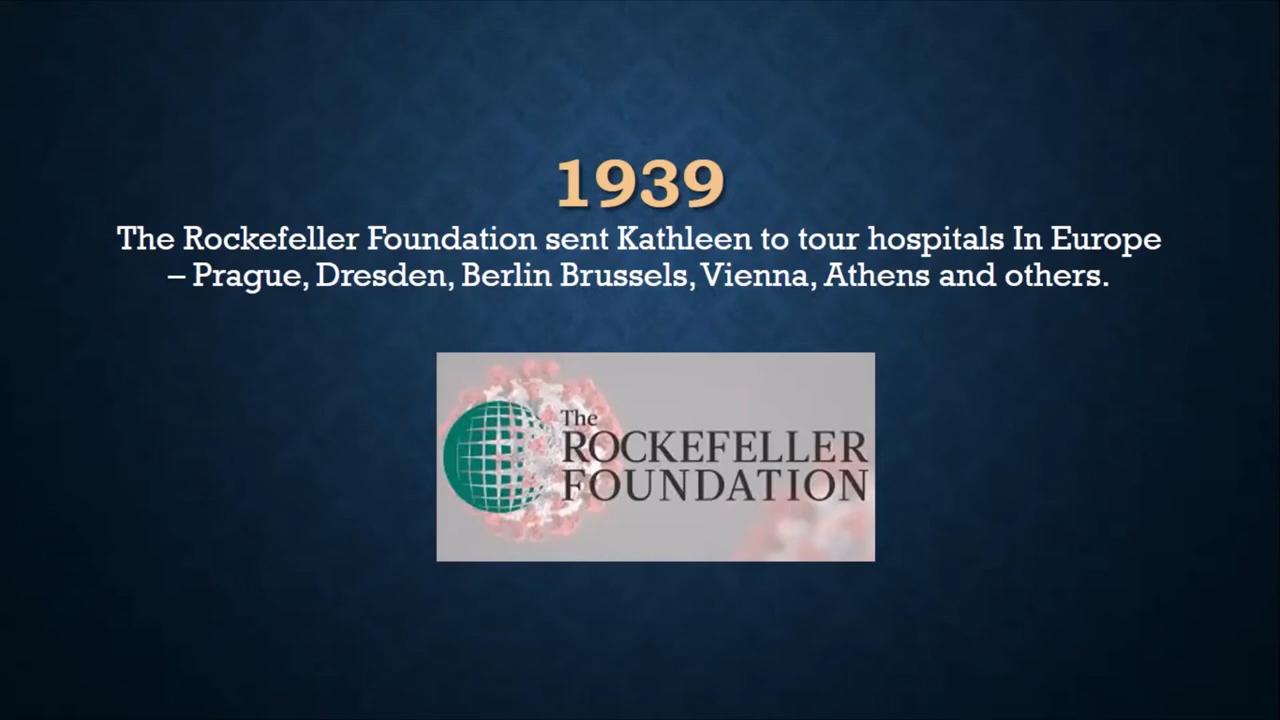 1939
The Rockefeller Foundation sent Kathleen to tour hospitals In Europe
– Prague, Dresden, Berlin Brussels, Vienna, Athens and others.
The
ROCKEFELLER
FOUNDATION